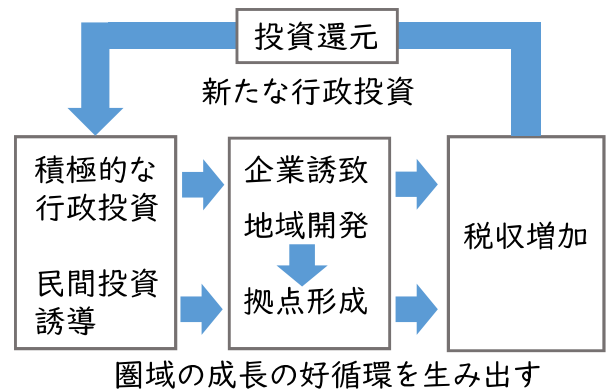 投資還元
新たな行政投資
積極的な
行政投資
民間投資
誘導
企業誘致
地域開発
拠点形成
税収増加
圏域の成長の好循環を生み出す